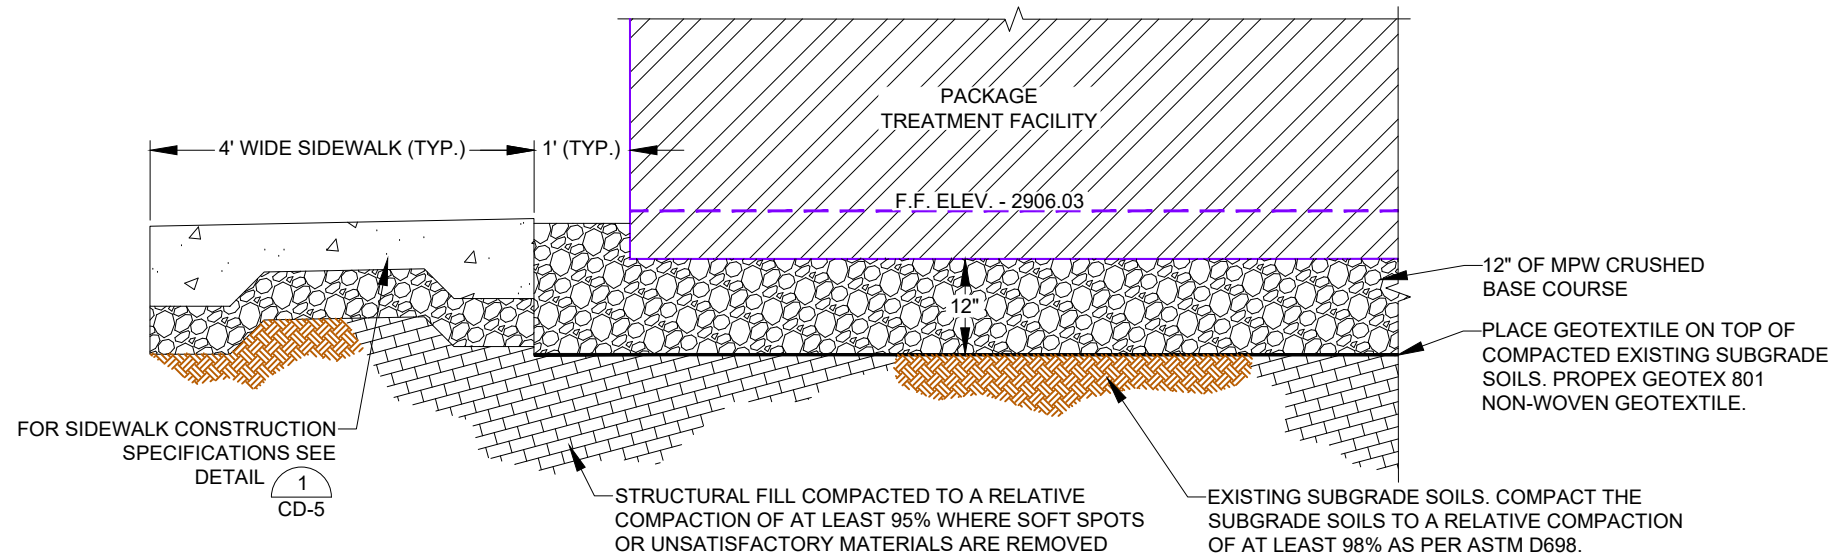 PACKAGE
TREATMENT FACILITY
4' WIDE SIDEWALK (TYP.)
1' (TYP.)
F.F. ELEV. - 2906.03
12"
12" OF MPW CRUSHED
BASE COURSE
PLACE GEOTEXTILE ON TOP OF
COMPACTED EXISTING SUBGRADE
SOILS. PROPEX GEOTEX 801
NON-WOVEN GEOTEXTILE.
FOR SIDEWALK CONSTRUCTION
SPECIFICATIONS SEE
DETAIL
1
CD-5
STRUCTURAL FILL COMPACTED TO A RELATIVE
COMPACTION OF AT LEAST 95% WHERE SOFT SPOTS
OR UNSATISFACTORY MATERIALS ARE REMOVED
EXISTING SUBGRADE SOILS. COMPACT THE
SUBGRADE SOILS TO A RELATIVE COMPACTION
OF AT LEAST 98% AS PER ASTM D698.